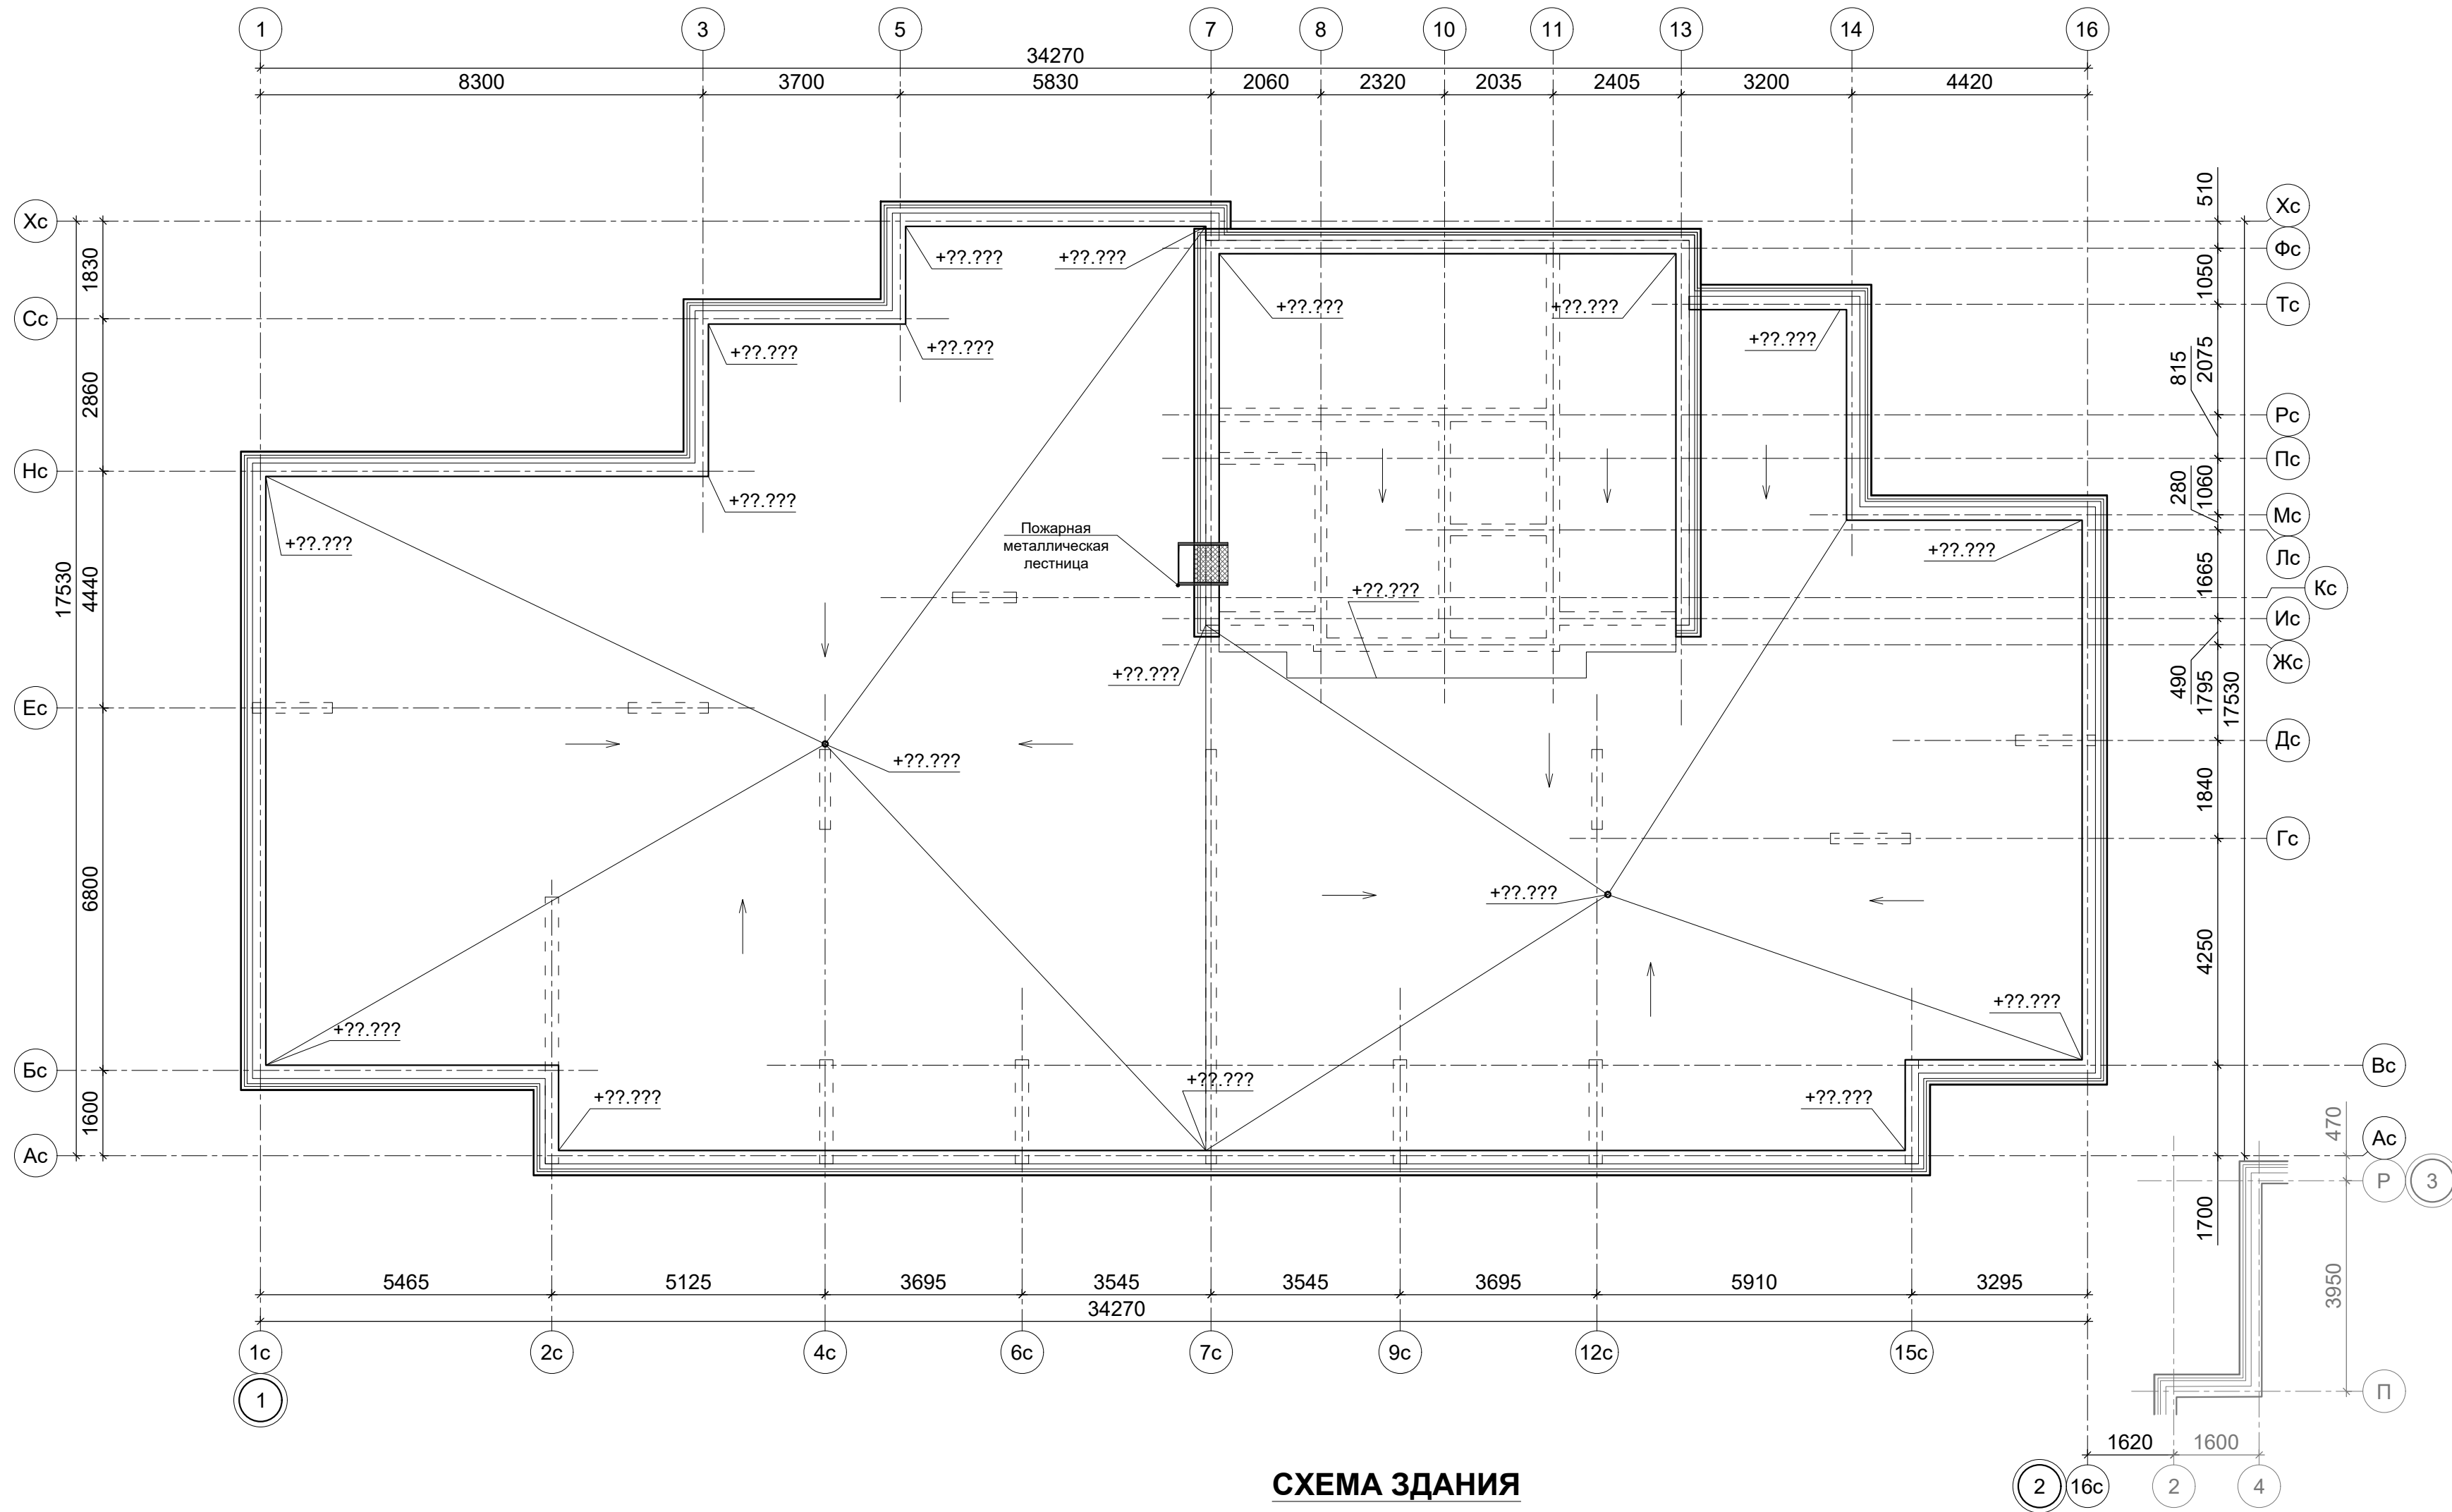 1 3 5 7 8 10 11 13 14 16
34270
8300 3700 5830 2060 2320 2035 2405 3200 4420
510
Хс Хс
+??.??? +??.??? Фс
1830 1050
+??.??? +??.??? Тс
Сс
+??.??? +??.??? +??.???
815 2075
2860
Рс
Нс Пс
+??.???
280 1060
Мс
Пожарная
металлическая
лестница
+??.??? +??.???
Лс
17530 4440 1665
+??.??? Кс
Ис
+??.??? Жс
490 1795 17530
Ес
Дс
+??.???
1840
Гс
6800 +??.???
4250
+??.??? +??.???
Бс Вс
+??.??? +??.??? +??.???
1600 470
Ас Ас
Р 3
1700
5465 5125 3695 3545 3545 3695 5910 3295
3950
34270
1с 2с 4с 6с 7с 9с 12с 15с
1 П
1620 1600
СХЕМА ЗДАНИЯ
2 16с 2 4